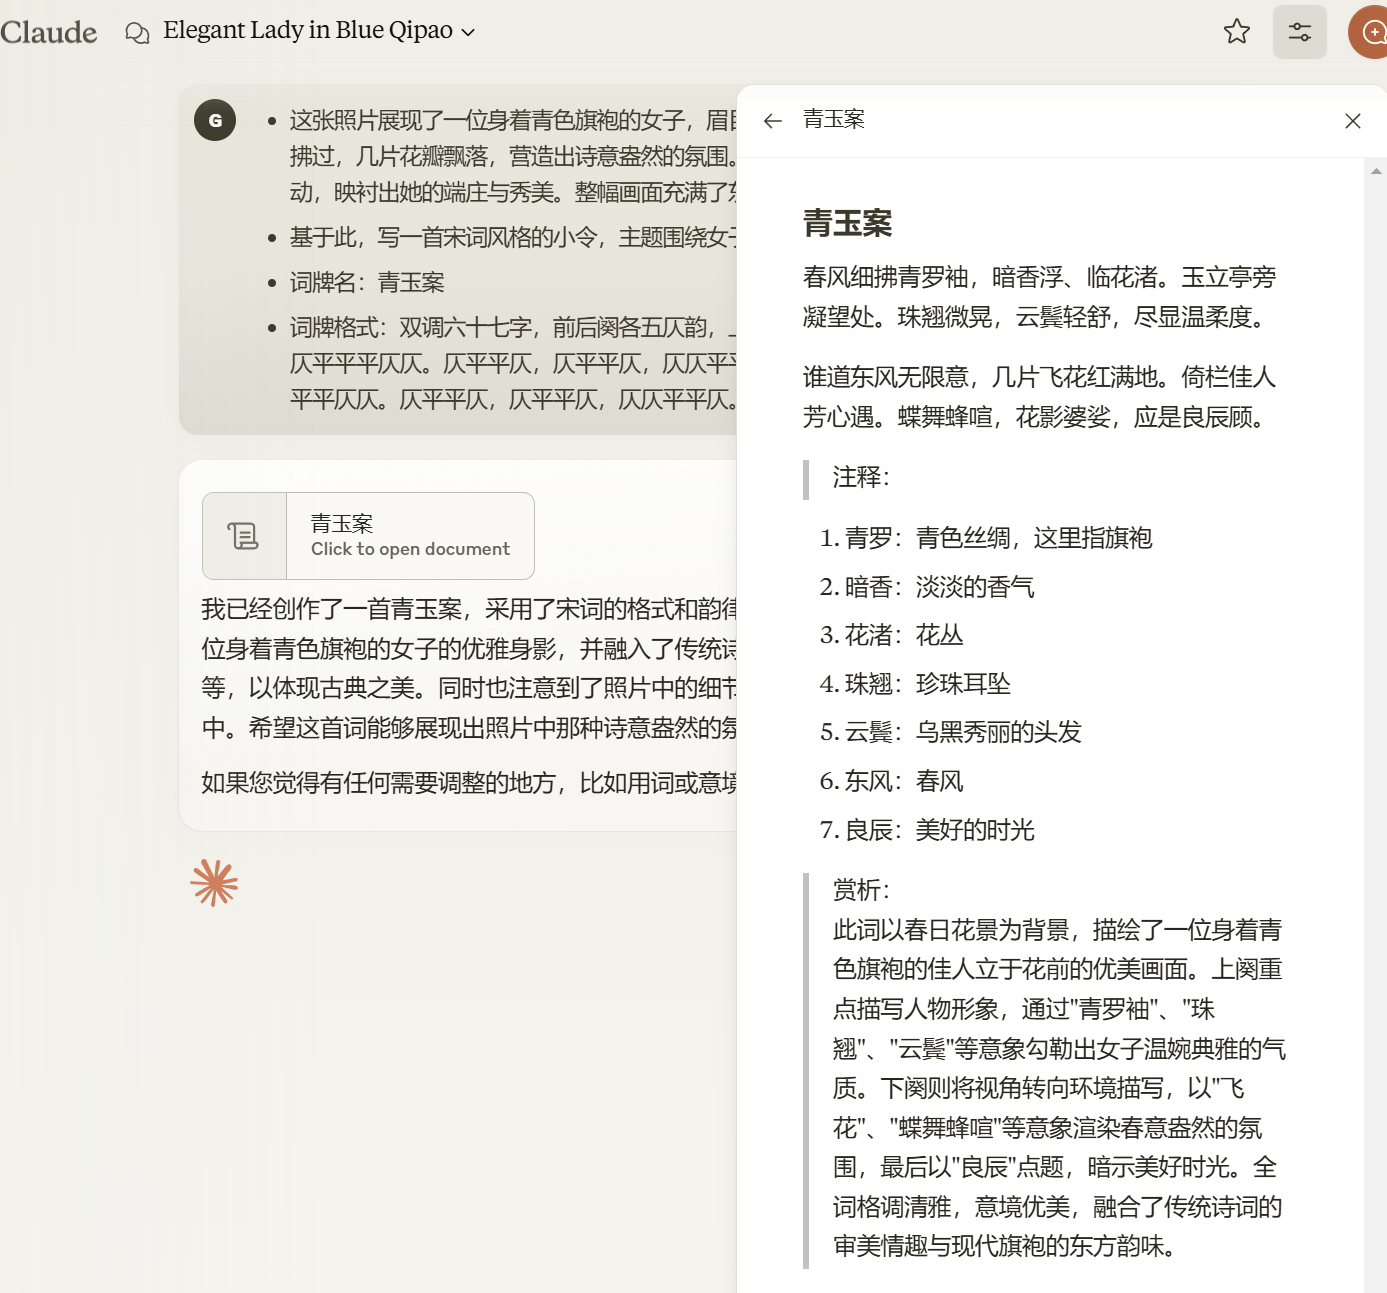 Claude
Elegant Lady in Blue Qipao
G
这张照片展现了一位身着青色旗袍的女子，眉
拂过，几片花瓣飘落，营造出诗意盎然的氛围。
动，映衬出她的端庄与秀美。整幅画面充满了
基于此，写一首宋词风格的小令，主题围绕女
词牌名：青玉案
词牌格式：双调六十七字，前后阕各五仄韵，
仄平平平仄仄。仄平平仄，仄平平仄，仄仄平
平平仄仄。仄平平仄，仄平平仄，仄仄平平仄。
青玉案
Click to open document
我已经创作了一首青玉案，采用了宋词的格式和韵律
位身着青色旗袍的女子的优雅身影，并融入了传统诗
等，以体现古典之美。同时也注意到了照片中的细节
中。希望这首词能够展现出照片中那种诗意盎然的氛
如果您觉得有任何需要调整的地方，比如用词或意境
青玉案
青玉案
春风细拂青罗袖，暗香浮、临花渚。玉立亭旁
凝望处。珠翘微晃，云鬓轻舒，尽显温柔度。
谁道东风无限意，几片飞花红满地。倚栏佳人
芳心遇。蝶舞蜂喧，花影婆娑，应是良辰顾。
注释：
1. 青罗：青色丝绸，这里指旗袍
2. 暗香：淡淡的香气
3. 花渚：花丛
4. 珠翘：珍珠耳坠
5. 云鬓：乌黑秀丽的头发
6. 东风：春风
7. 良辰：美好的时光
赏析：
此词以春日花景为背景，描绘了一位身着青
色旗袍的佳人立于花前的优美画面。上阕重
点描写人物形象，通过"青罗袖"、"珠
翘"、"云鬓"等意象勾勒出女子温婉典雅的气
质。下阕则将视角转向环境描写，以"飞
花"、"蝶舞蜂喧"等意象渲染春意盎然的氛
围，最后以"良辰"点题，暗示美好时光。全
词格调清雅，意境优美，融合了传统诗词的
审美情趣与现代旗袍的东方韵味。